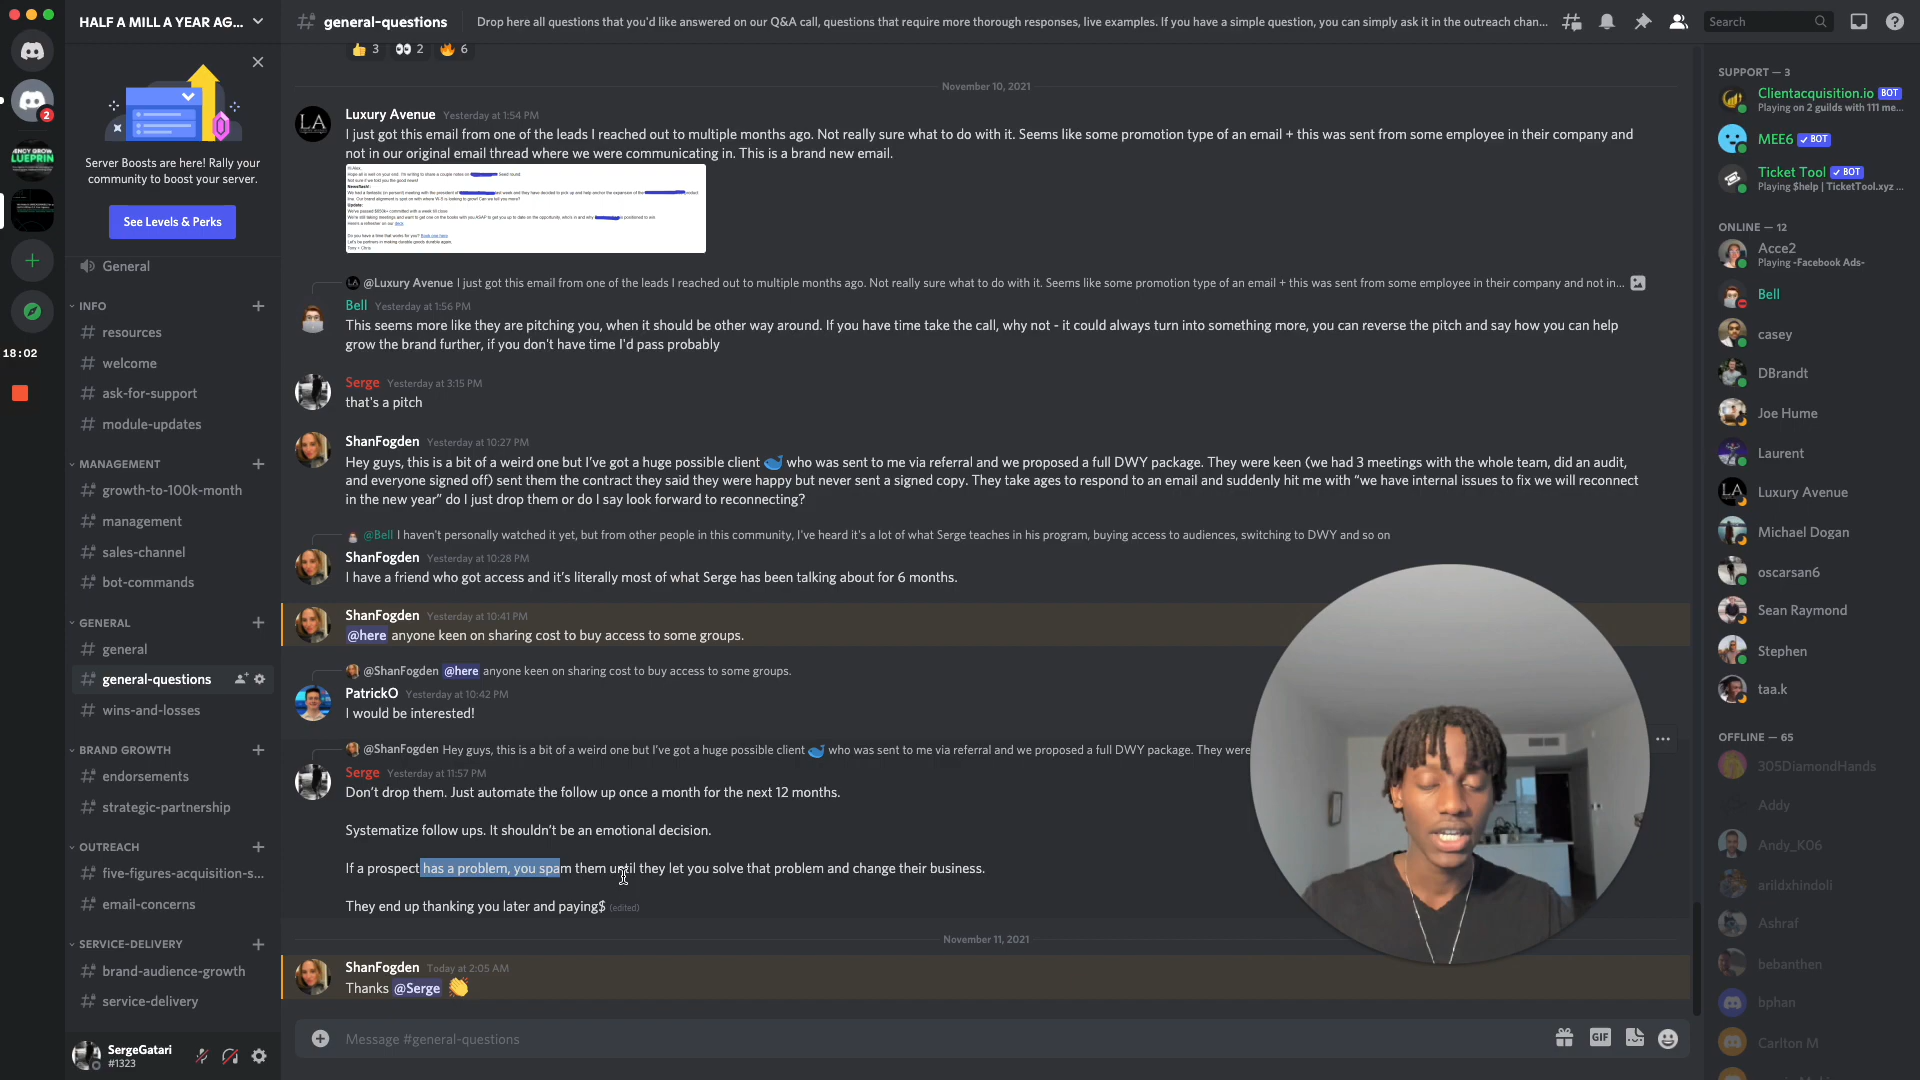 HALF A MILL A YEAR AG...
general-questions
Drop here all questions that you'd like answered on our Q&A call, questions that require more thorough responses, live examples. If you have a simple question, you can simply ask it in the outreach chan...
Search
2
18:02
Server Boosts are here! Rally your
community to boost your server.
See Levels & Perks
General
INFO
resources
welcome
ask-for-support
module-updates
MANAGEMENT
growth-to-100k-month
management
sales-channel
bot-commands
GENERAL
general
general-questions
wins-and-losses
BRAND GROWTH
endorsements
strategic-partnership
OUTREACH
five-figures-acquisition-s...
email-concerns
SERVICE-DELIVERY
brand-audience-growth
service-delivery
SergeGatari
#1323
3 2 6
November 10, 2021
Luxury Avenue Yesterday at 1:54 PM
I just got this email from one of the leads I reached out to multiple months ago. Not really sure what to do with it. Seems like some promotion type of an email + this was sent from some employee in their company and
not in our original email thread where we were communicating in. This is a brand new email.
@Luxury Avenue I just got this email from one of the leads I reached out to multiple months ago. Not really sure what to do with it. Seems like some promotion type of an email + this was sent from some employee in their company and not in...
Bell Yesterday at 1:56 PM
This seems more like they are pitching you, when it should be other way around. If you have time take the call, why not - it could always turn into something more, you can reverse the pitch and say how you can help
grow the brand further, if you don't have time I'd pass probably
Serge Yesterday at 3:15 PM
that's a pitch
ShanFogden Yesterday at 10:27 PM
Hey guys, this is a bit of a weird one but I've got a huge possible client 🐳 who was sent to me via referral and we proposed a full DWY package. They were keen (we had 3 meetings with the whole team, did an audit,
and everyone signed off) sent them the contract they said they were happy but never sent a signed copy. They take ages to respond to an email and suddenly hit me with "we have internal issues to fix we will reconnect
in the new year" do I just drop them or do I say look forward to reconnecting?
@Bell I haven't personally watched it yet, but from other people in this community, I've heard it's a lot of what Serge teaches in his program, buying access to audiences, switching to DWY and so on
ShanFogden Yesterday at 10:28 PM
I have a friend who got access and it's literally most of what Serge has been talking about for 6 months.
ShanFogden Yesterday at 10:41 PM
@here anyone keen on sharing cost to buy access to some groups.
@ShanFogden @here anyone keen on sharing cost to buy access to some groups.
PatrickO Yesterday at 10:42 PM
I would be interested!
@ShanFogden Hey guys, this is a bit of a weird one but I've got a huge possible client 🐳 who was sent to me via referral and we proposed a full DWY package. They were
Serge Yesterday at 11:57 PM
Don't drop them. Just automate the follow up once a month for the next 12 months.
Systematize follow ups. It shouldn't be an emotional decision.
If a prospect has a problem, you spam them until they let you solve that problem and change their business.
They end up thanking you later and paying$ (edited)
November 11, 2021
ShanFogden Today at 2:05 AM
Thanks @Serge 👏
Message #general-questions
GIF
SUPPORT — 3
Clientacquisition.io BOT
Playing on 2 guilds with 111 me...
MEE6 BOT
Ticket Tool BOT
Playing $help | TicketTool.xyz ...
ONLINE — 12
Acce2
Playing -Facebook Ads-
Bell
casey
DBrandt
Joe Hume
Laurent
Luxury Avenue
Michael Dogan
oscarsan6
Sean Raymond
Stephen
taa.k
OFFLINE — 65
305DiamondHands
Addy
Andy_K06
arildxhindoli
Ashraf
bebanthen
bphan
Carlton M